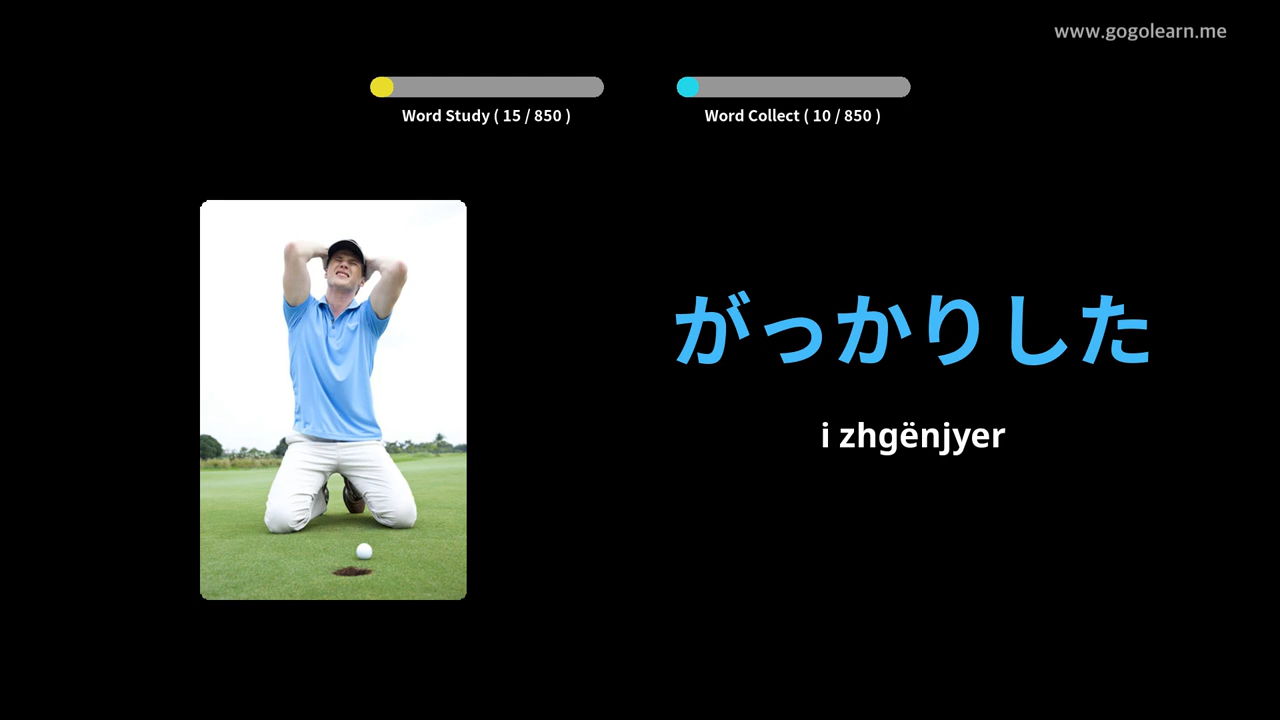 www.gogolearn.me
Word Study ( 15 / 850 )
Word Collect ( 10 / 850 )
がっかりした
i zhgënjyer